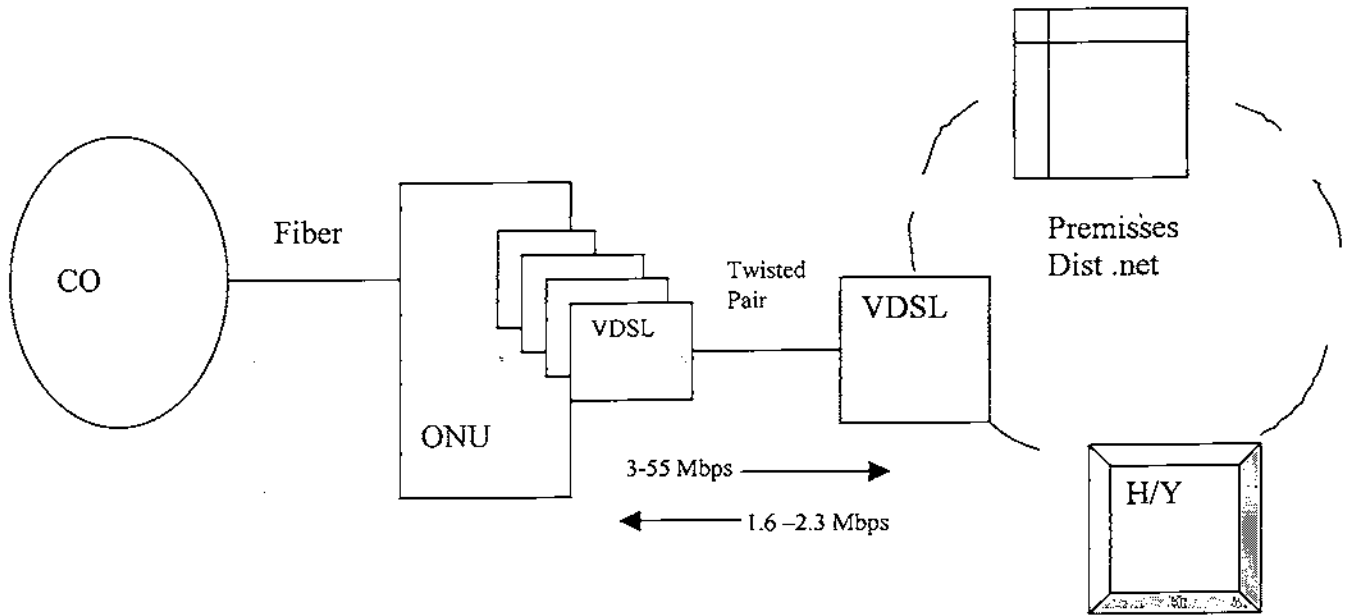 CO
Fiber
ONU
VDSL
Twisted
Pair
VDSL
Premisses
Dist .net
H/Y
3-55 Mbps
1.6 –2.3 Mbps